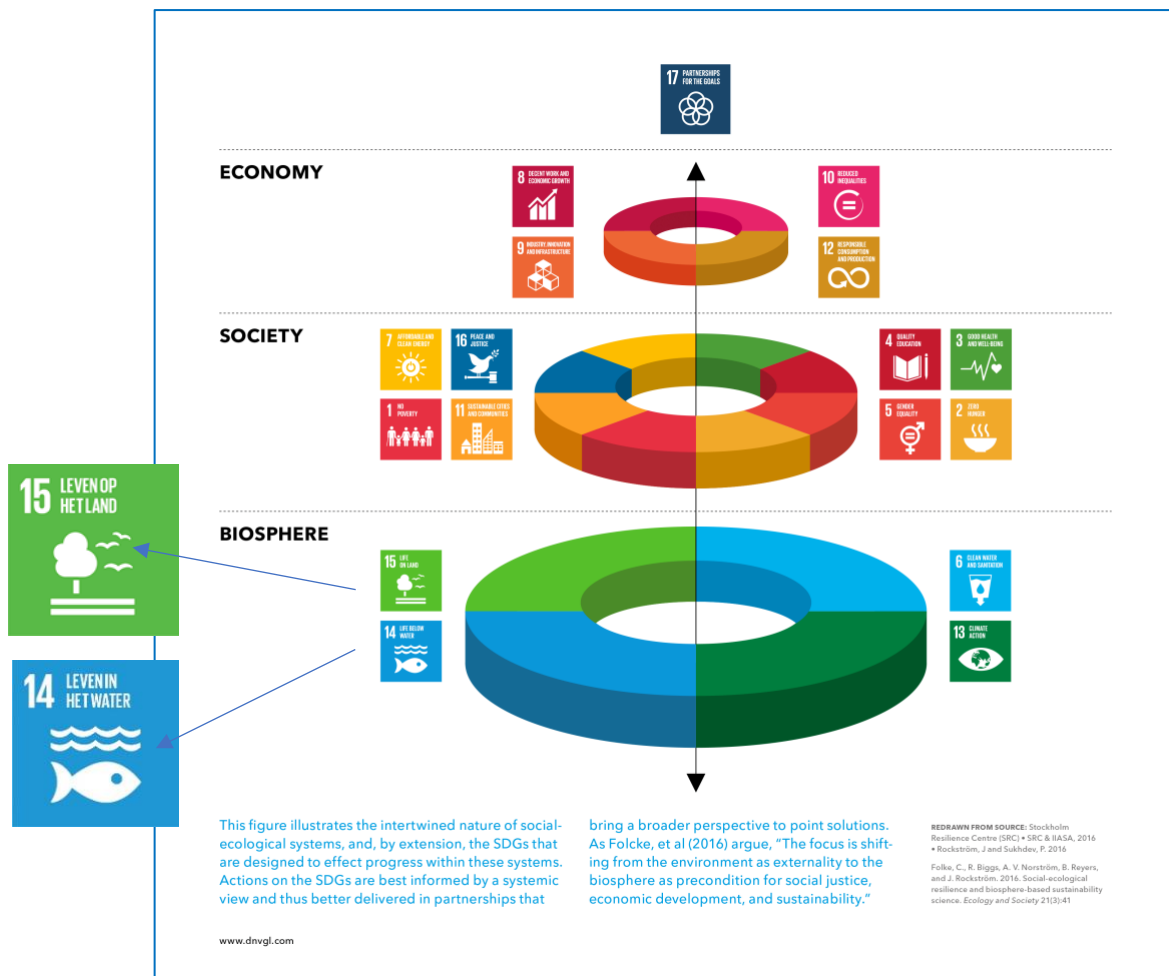 17 PARTNERSHIPS
FOR THE GOALS
ECONOMY
8 DECENT WORK AND
ECONOMIC GROWTH
10 REDUCED
INEQUALITIES
9 INDUSTRY, INNOVATION
AND INFRASTRUCTURE
12 RESPONSIBLE
CONSUMPTION
AND PRODUCTION
SOCIETY
7 AFFORDABLE AND
CLEAN ENERGY
16 PEACE AND
JUSTICE
4 QUALITY
EDUCATION
3 GOOD HEALTH
AND WELL-BEING
1 NO
POVERTY
11 SUSTAINABLE CITIES
AND COMMUNITIES
5 GENDER
EQUALITY
2 ZERO
HUNGER
15 LEVEN OP
HET LAND
BIOSPHERE
15 LIFE
ON LAND
6 CLEAN WATER
AND SANITATION
14 LIFE BELOW
WATER
13 CLIMATE
ACTION
14 LEVEN IN
HET WATER
This figure illustrates the intertwined nature of social-
ecological systems, and, by extension, the SDGs that
are designed to effect progress within these systems.
Actions on the SDGs are best informed by a systemic
view and thus better delivered in partnerships that
bring a broader perspective to point solutions.
As Folcke, et al (2016) argue, “The focus is shift-
ing from the environment as externality to the
biosphere as precondition for social justice,
economic development, and sustainability.”
REDRAWN FROM SOURCE: Stockholm
Resilience Centre (SRC) • SRC & IIASA, 2016
• Rockström, J and Sukhdev, P. 2016
Folke, C., R. Biggs, A. V. Norström, B. Reyers,
and J. Rockström. 2016. Social-ecological
resilience and biosphere-based sustainability
science. Ecology and Society 21(3):41
www.dnvgl.com